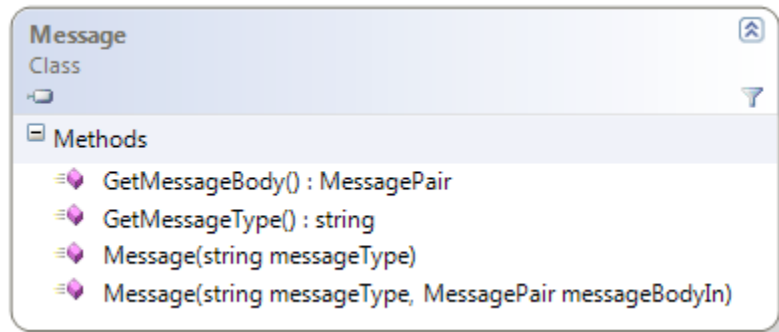 Message
Class
Methods
GetMessageBody() : MessagePair
GetMessageType() : string
Message(string messageType)
Message(string messageType, MessagePair messageBodyIn)